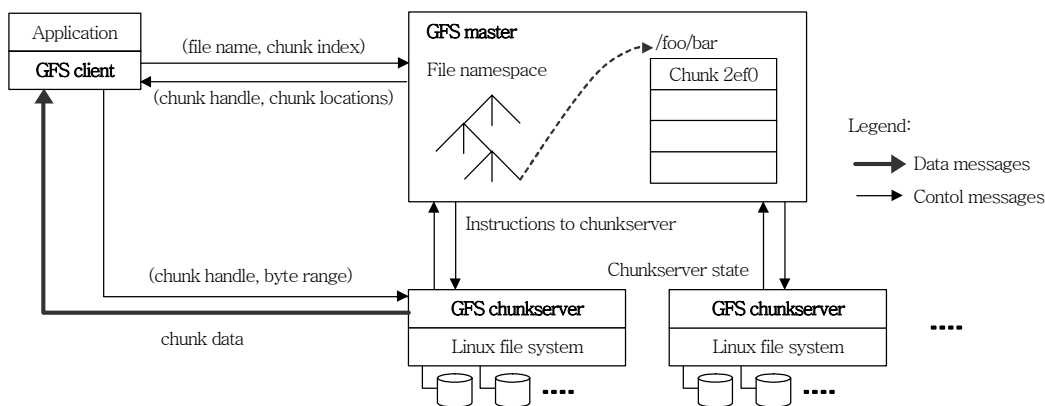 Application
GFS client
(file name, chunk index)
(chunk handle, chunk locations)
GFS master
File namespace
/foo/bar
Chunk 2ef0
Legend:
Data messages
Contol messages
Instructions to chunkserver
Chunkserver state
(chunk handle, byte range)
chunk data
GFS chunkserver
Linux file system
GFS chunkserver
Linux file system